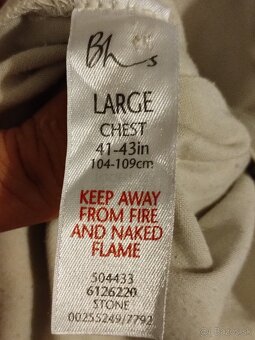 Bhs
LARGE
CHEST
41-43in
104-109cm
KEEP AWAY
FROM FIRE
AND NAKED
FLAME
504433
6126220
STONE
00255249/7792